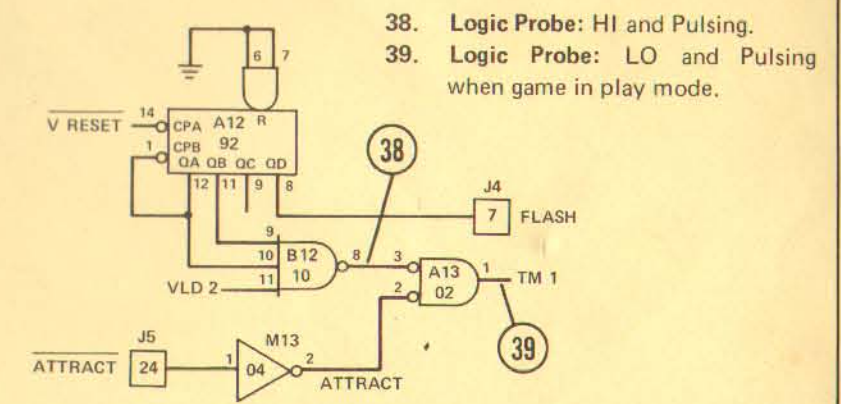 38. Logic Probe: HI and Pulsing.
39. Logic Probe: LO and Pulsing
when game in play mode.
6 7
V RESET 14 CPA A12 R
1 CPB 92
QA QB QC QD
12 11 9 8
38
J4
7 FLASH
9
10 B12 8 3
11 10 A13 1 TM 1
VLD 2 2 02
J5 M13
39
ATTRACT 24 1 04 2
ATTRACT